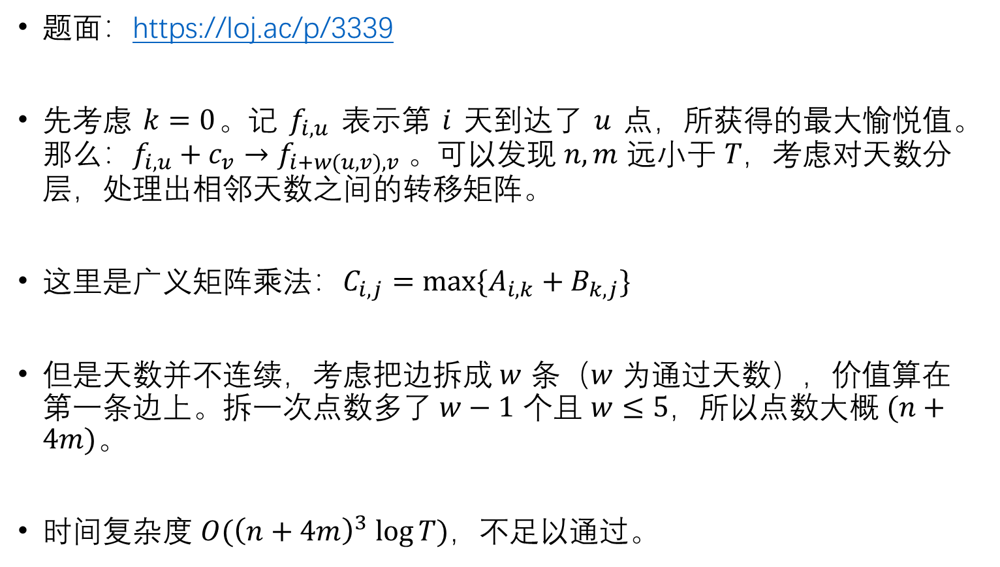 • 题面：https://loj.ac/p/3339
• 先考虑 k = 0。记 f_{i,u} 表示第 i 天到达了 u 点，所获得的最大愉悦值。
那么：f_{i,u} + c_v → f_{i+w(u,v),v} 。可以发现 n, m 远小于 T，考虑对天数分
层，处理出相邻天数之间的转移矩阵。
• 这里是广义矩阵乘法：C_{i,j} = max{A_{i,k} + B_{k,j}}
• 但是天数并不连续，考虑把边拆成 w 条（w 为通过天数），价值算在
第一条边上。拆一次点数多了 w − 1 个且 w ≤ 5，所以点数大概 (n +
4m)。
• 时间复杂度 O((n + 4m)^3 log T)，不足以通过。